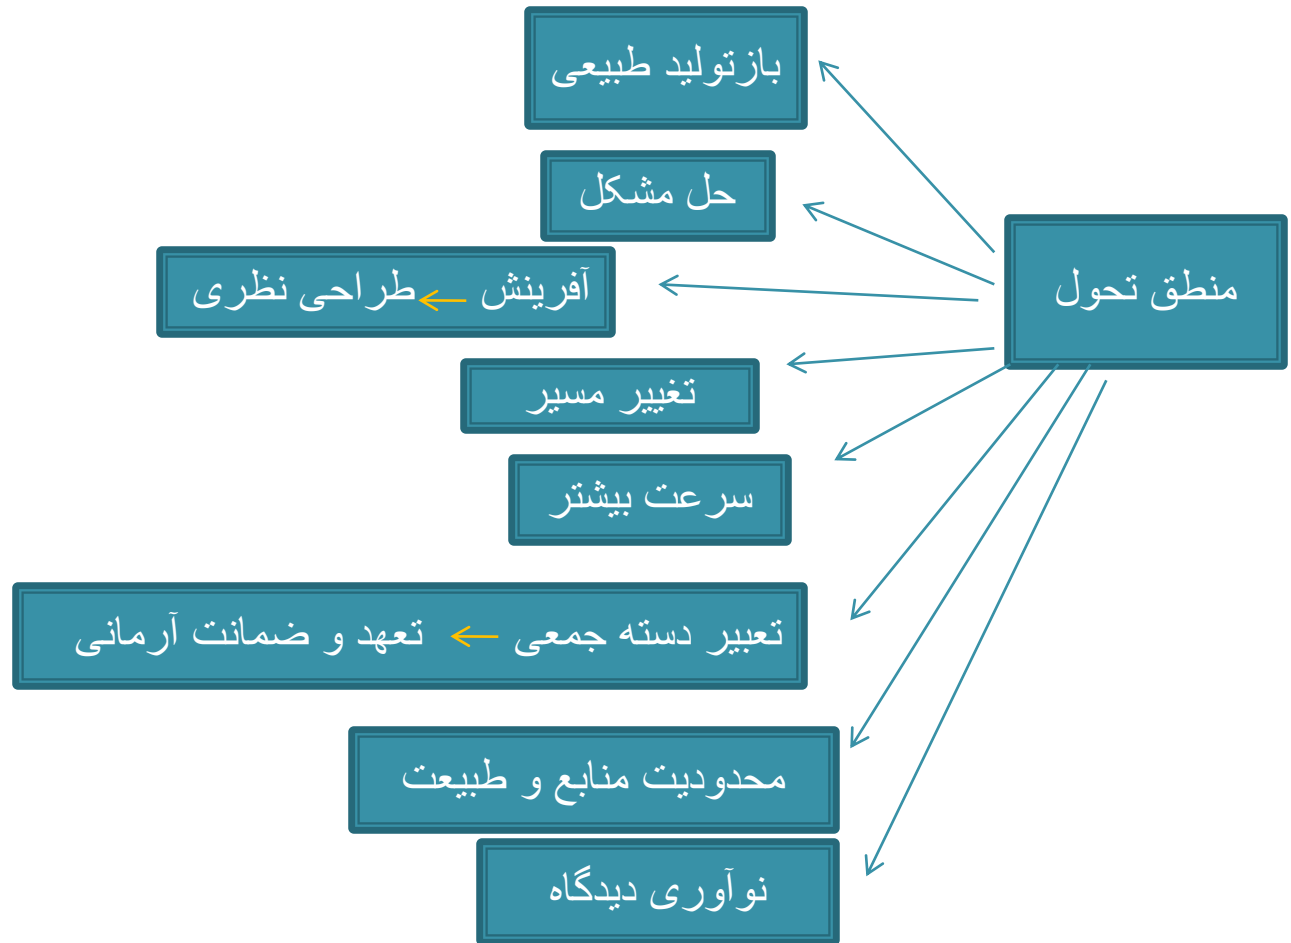 بازتولید طبیعی
حل مشکل
منطق تحول
آفرینش ← طراحی نظری
تغییر مسیر
سرعت بیشتر
تعبیر دسته جمعی ← تعهد و ضمانت آرمانی
محدودیت منابع و طبیعت
نوآوری دیدگاه